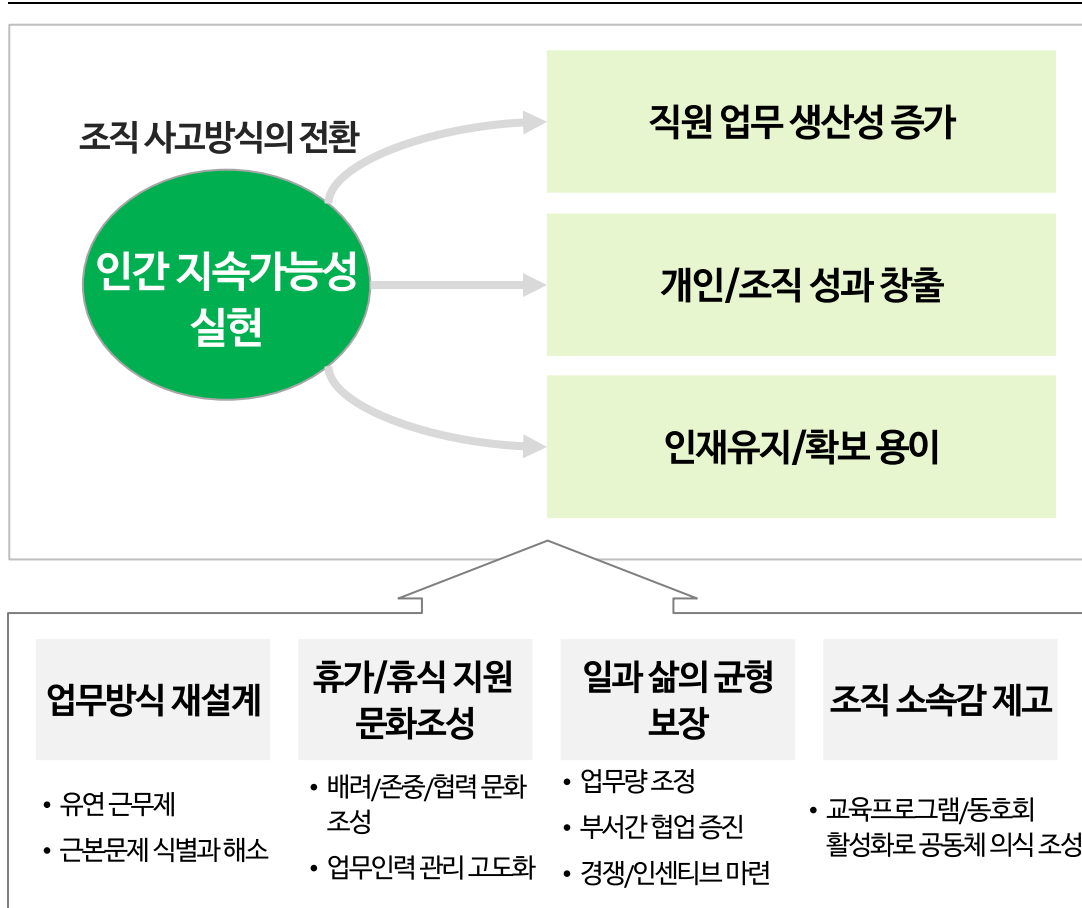 조직 사고방식의 전환
인간 지속가능성
실현
직원 업무 생산성 증가
개인/조직 성과 창출
인재유지/확보 용이
업무방식 재설계
• 유연 근무제
• 근본문제 식별과 해소
휴가/휴식 지원
문화조성
• 배려/존중/협력 문화
조성
• 업무인력 관리 고도화
일과 삶의 균형
보장
• 업무량 조정
• 부서간 협업 증진
• 경쟁/인센티브 마련
조직 소속감 제고
• 교육프로그램/동호회
활성화로 공동체 의식 조성